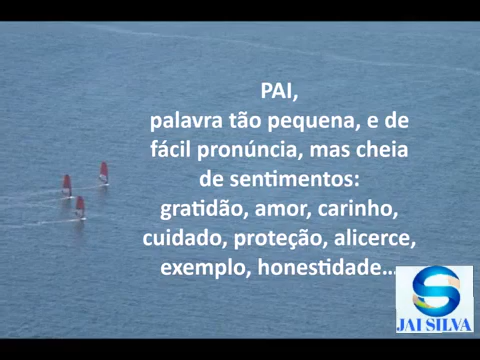 PAI,
palavra tão pequena, e de
fácil pronúncia, mas cheia
de sentimentos:
gratidão, amor, carinho,
cuidado, proteção, alicerce,
exemplo, honestidade...
JAI SILVA